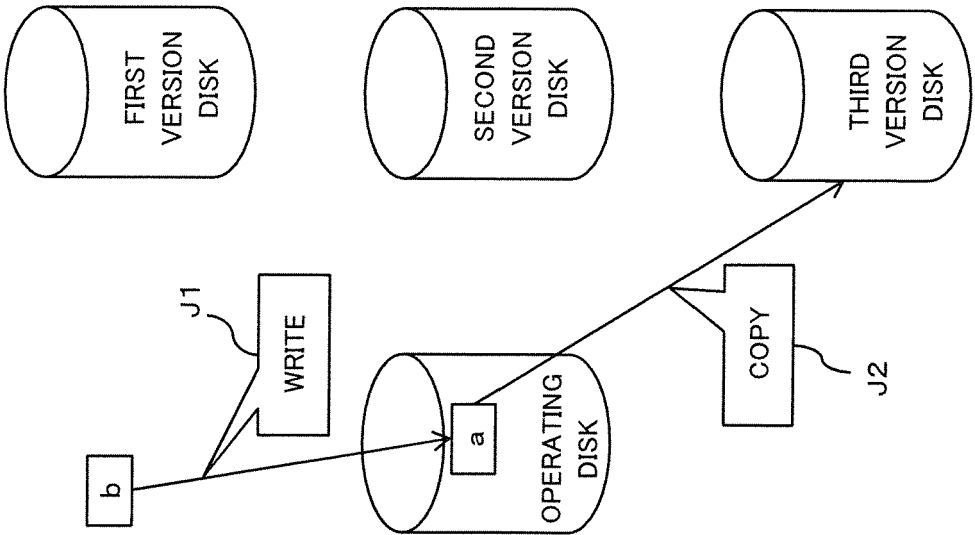 b
J1
WRITE
FIRST
VERSION
DISK
a
OPERATING
DISK
SECOND
VERSION
DISK
COPY
J2
THIRD
VERSION
DISK